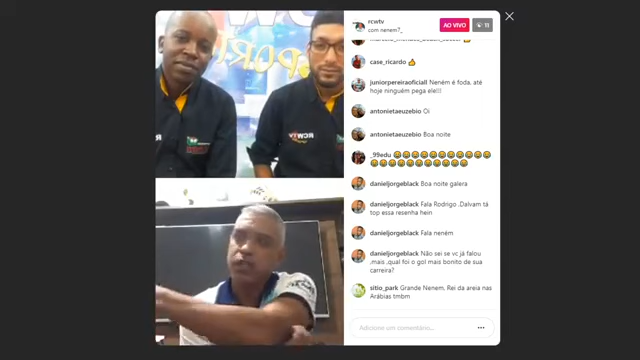 rcwtv
com nenem7_
AO VIVO
11
case_ricardo 👍
juniorpereiraoficiall Neném é foda, até
hoje ninguém pega ele!!!
antonietaeuzebio Oi
antonietaeuzebio Boa noite
_99edu 😂😂😂😂😂😂😂😂😂😂😂
😂😂😂😂😂😂😂😂😂😂😂
danieljorgeblack Boa noite galera
danieljorgeblack Fala Rodrigo ,Dalvam tá
top essa resenha hein
danieljorgeblack Fala neném
danieljorgeblack Não sei se vc já falou
,mais ,qual foi o gol mais bonito de sua
carreira?
sitio_park Grande Nenem, Rei da areia nas
Arábias tmbm
Adicione um comentário...
RCWTV